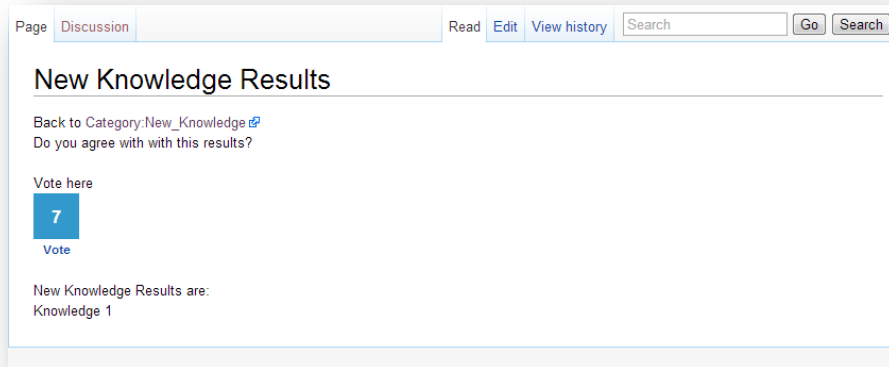 Page Discussion Read Edit View history Search Go Search
New Knowledge Results
Back to Category:New_Knowledge
Do you agree with with this results?
Vote here
7
Vote
New Knowledge Results are:
Knowledge 1